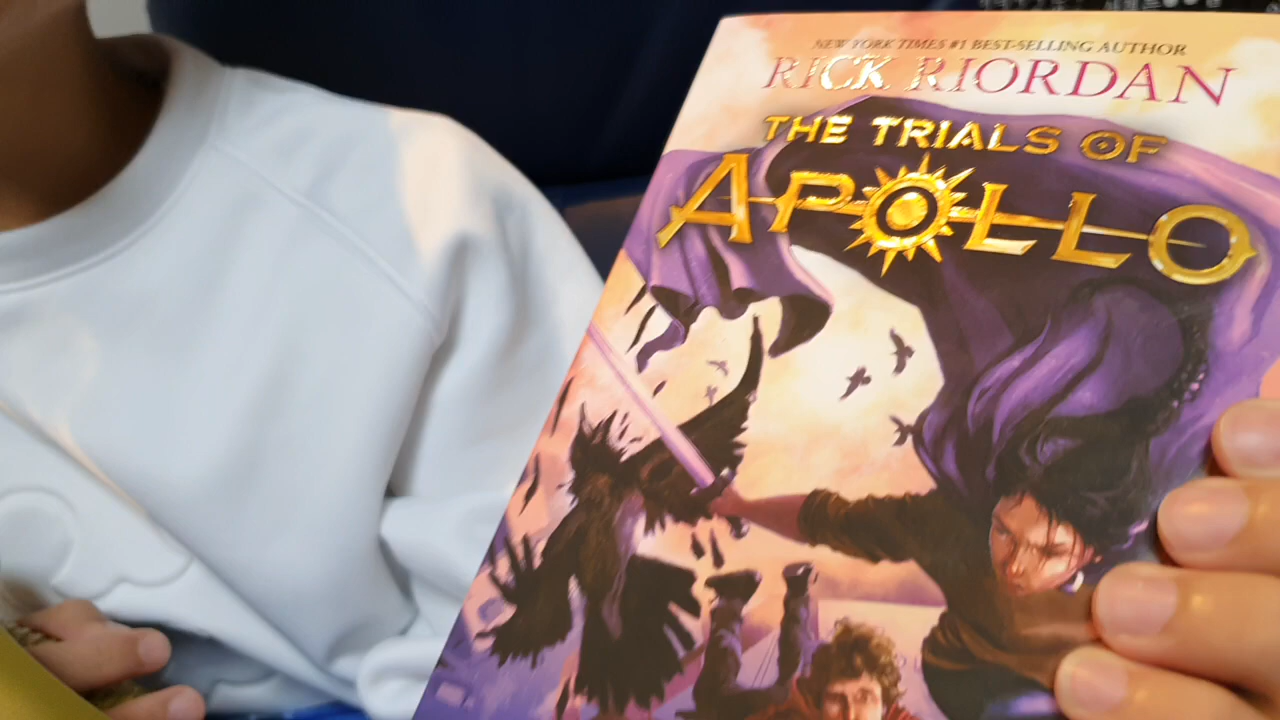 NEW YORK TIMES #1 BEST-SELLING AUTHOR
RICK RIORDAN
THE TRIALS OF
APOLLO